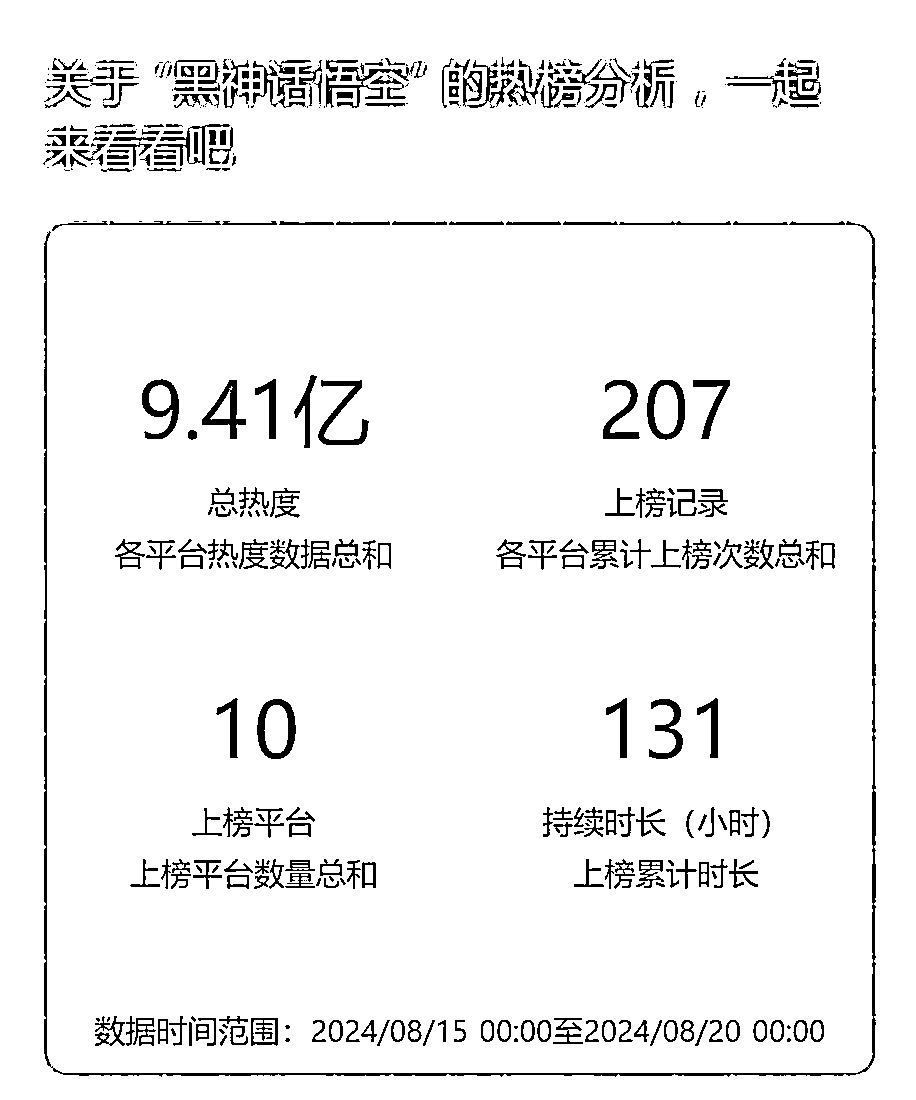 关于“黑神话悟空”的热榜分析，一起
来看看吧
9.41亿
207
总热度
上榜记录
各平台热度数据总和
各平台累计上榜次数总和
10
131
上榜平台
持续时长（小时）
上榜平台数量总和
上榜累计时长
数据时间范围：2024/08/15 00:00至2024/08/20 00:00